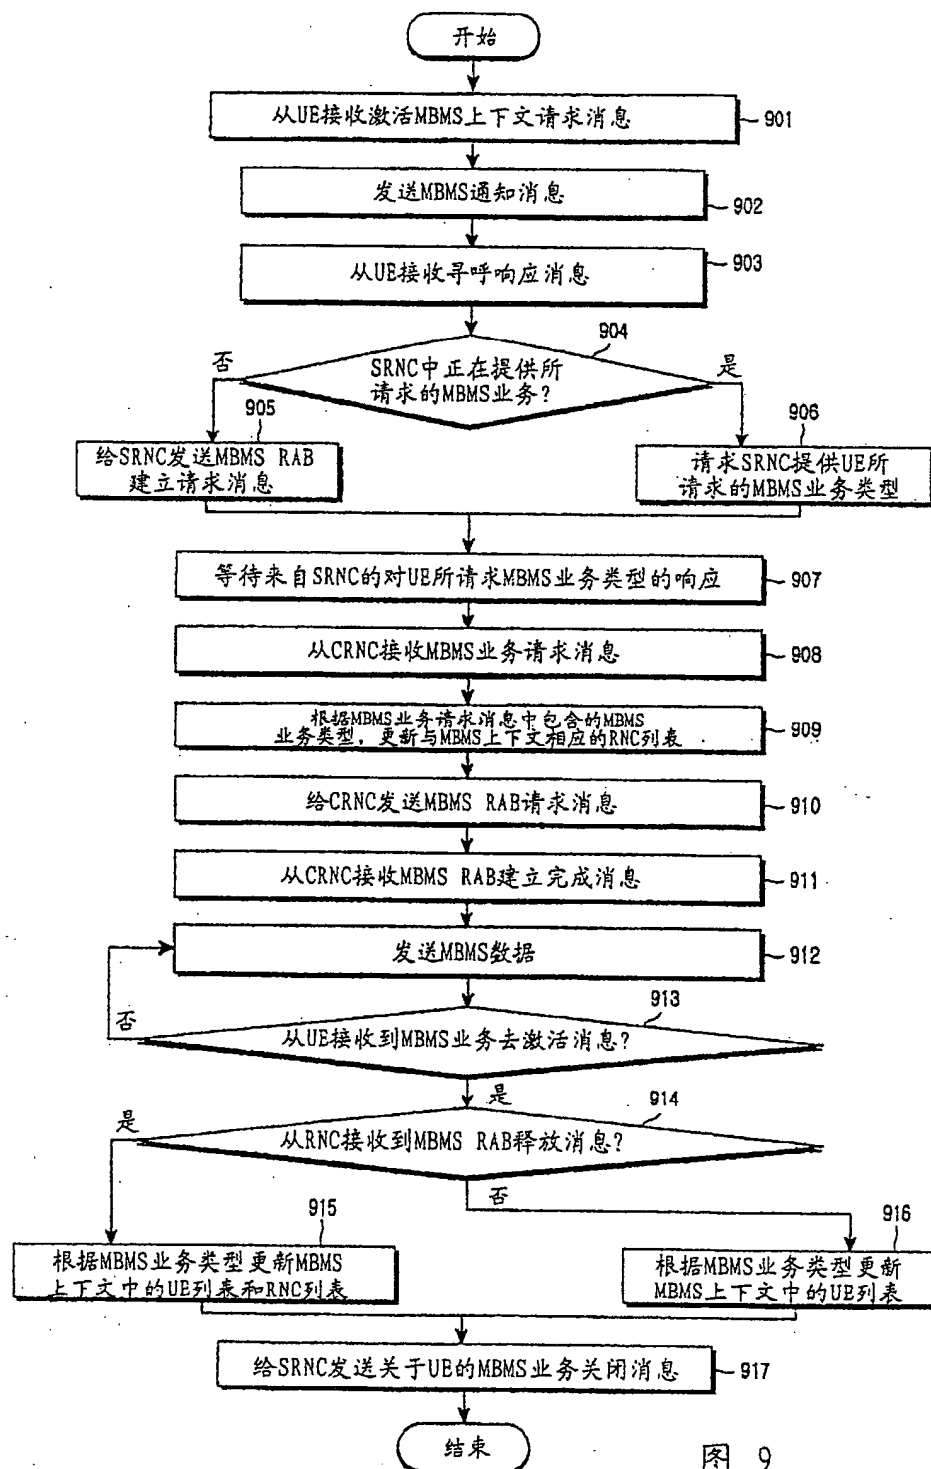 开始
从UE接收激活MBMS上下文请求消息
901
发送MBMS通知消息
902
从UE接收寻呼响应消息
903
904
否
SRNC中正在提供所
请求的MBMS业务?
是
905
906
给SRNC发送MBMS RAB
建立请求消息
请求SRNC提供UE所
请求的MBMS业务类型
等待来自SRNC的对UE所请求MBMS业务类型的响应
907
从CRNC接收MBMS业务请求消息
908
根据MBMS业务请求消息中包含的MBMS
业务类型,更新与MBMS上下文相应的RNC列表
909
给CRNC发送MBMS RAB请求消息
910
从CRNC接收MBMS RAB建立完成消息
911
发送MBMS数据
912
913
否
从UE接收到MBMS业务去激活消息?
是
914
是
从RNC接收到MBMS RAB释放消息?
否
915
916
根据MBMS业务类型更新MBMS
上下文中的UE列表和RNC列表
根据MBMS业务类型更新
MBMS上下文中的UE列表
给SRNC发送关于UE的MBMS业务关闭消息
917
结束
图 9